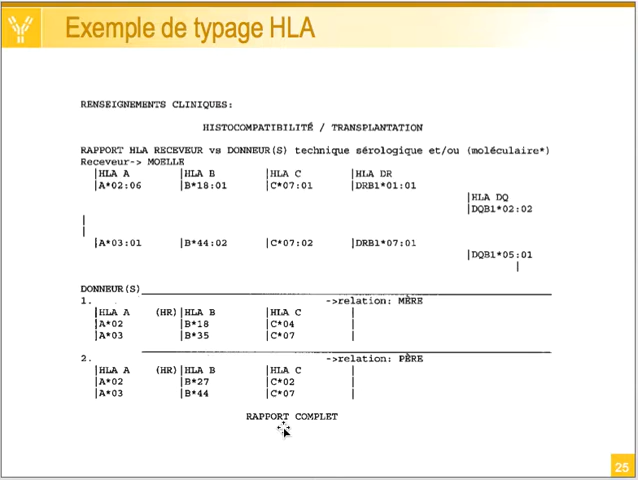 Exemple de typage HLA
RENSEIGNEMENTS CLINIQUES:
HISTOCOMPATIBILITÉ / TRANSPLANTATION
RAPPORT HLA RECEVEUR vs DONNEUR(S) technique sérologique et/ou (moléculaire*)
Receveur-> MOELLE
|HLA A |HLA B |HLA C |HLA DR
|A*02:06 |B*18:01 |C*07:01 |DRB1*01:01
|HLA DQ
|DQB1*02:02
|A*03:01 |B*44:02 |C*07:02 |DRB1*07:01
|DQB1*05:01
DONNEUR(S)
1. ->relation: MÈRE
|HLA A (HR)|HLA B |HLA C |
|A*02 |B*18 |C*04 |
|A*03 |B*35 |C*07 |
2. ->relation: PÈRE
|HLA A (HR)|HLA B |HLA C |
|A*02 |B*27 |C*02 |
|A*03 |B*44 |C*07 |
RAPPORT COMPLET
25